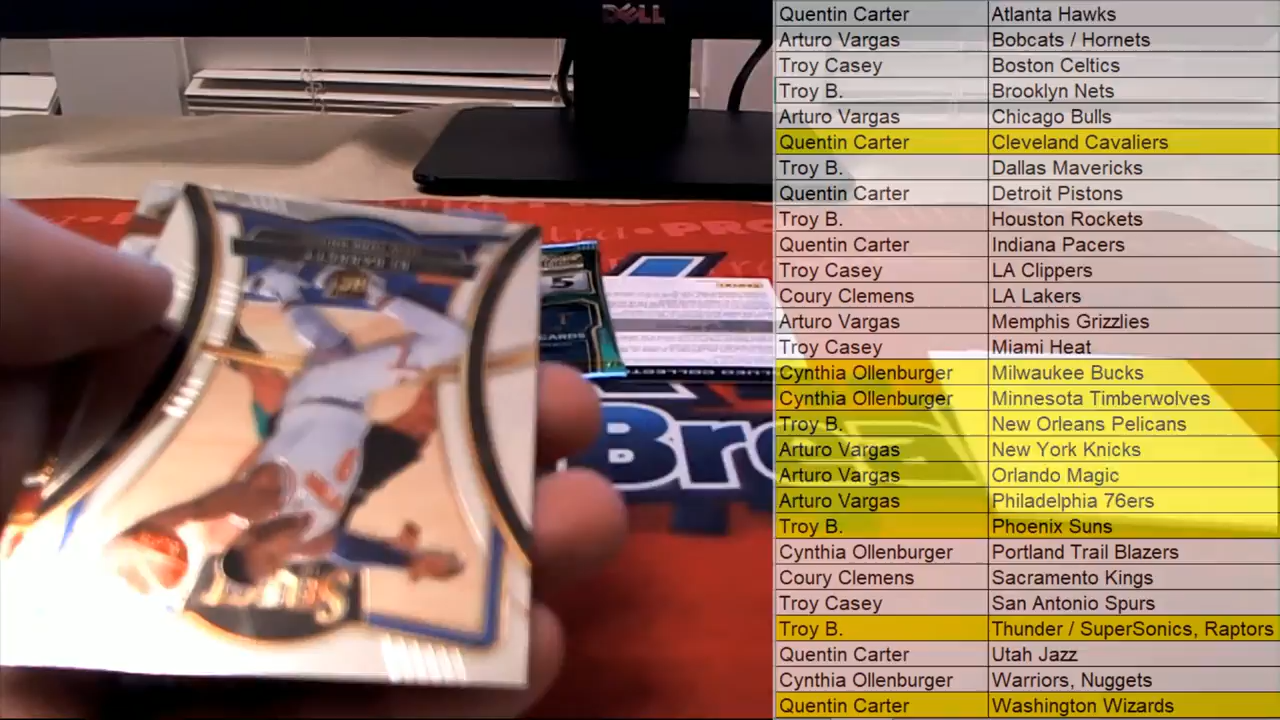 DELL
Quentin Carter Atlanta Hawks
Arturo Vargas Bobcats / Hornets
Troy Casey Boston Celtics
Troy B. Brooklyn Nets
Arturo Vargas Chicago Bulls
Quentin Carter Cleveland Cavaliers
Troy B. Dallas Mavericks
Quentin Carter Detroit Pistons
Troy B. Houston Rockets
Quentin Carter Indiana Pacers
Troy Casey LA Clippers
Coury Clemens LA Lakers
Arturo Vargas Memphis Grizzlies
Troy Casey Miami Heat
Cynthia Ollenburger Milwaukee Bucks
Cynthia Ollenburger Minnesota Timberwolves
Troy B. New Orleans Pelicans
Arturo Vargas New York Knicks
Arturo Vargas Orlando Magic
Arturo Vargas Philadelphia 76ers
Troy B. Phoenix Suns
Cynthia Ollenburger Portland Trail Blazers
Coury Clemens Sacramento Kings
Troy Casey San Antonio Spurs
Troy B. Thunder / SuperSonics, Raptors
Quentin Carter Utah Jazz
Cynthia Ollenburger Warriors, Nuggets
Quentin Carter Washington Wizards
5
CARDS